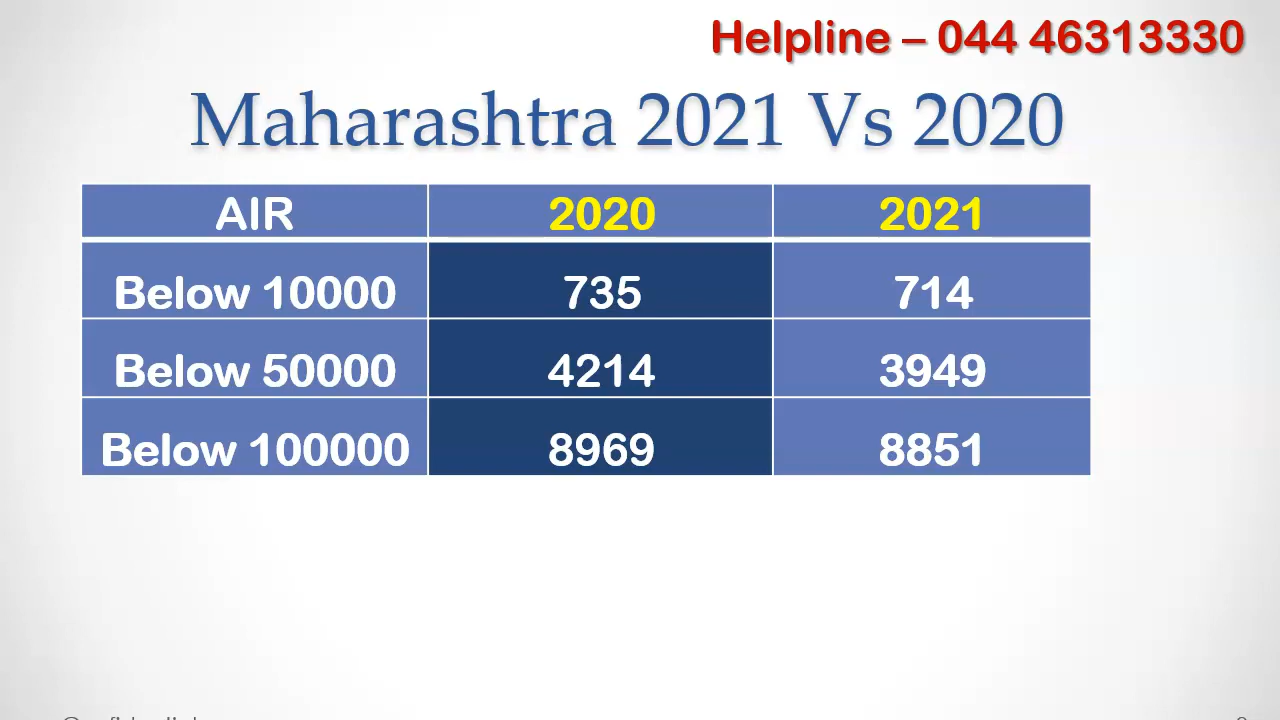 Helpline – 044 46313330
Maharashtra 2021 Vs 2020
AIR 2020 2021
Below 10000 735 714
Below 50000 4214 3949
Below 100000 8969 8851